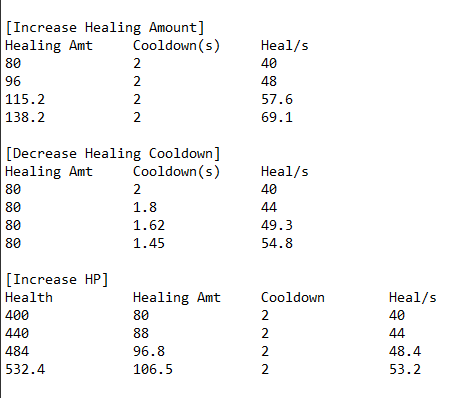 [Increase Healing Amount]
Healing Amt Cooldown(s) Heal/s
80 2 40
96 2 48
115.2 2 57.6
138.2 2 69.1
[Decrease Healing Cooldown]
Healing Amt Cooldown(s) Heal/s
80 2 40
80 1.8 44
80 1.62 49.3
80 1.45 54.8
[Increase HP]
Health Healing Amt Cooldown Heal/s
400 80 2 40
440 88 2 44
484 96.8 2 48.4
532.4 106.5 2 53.2